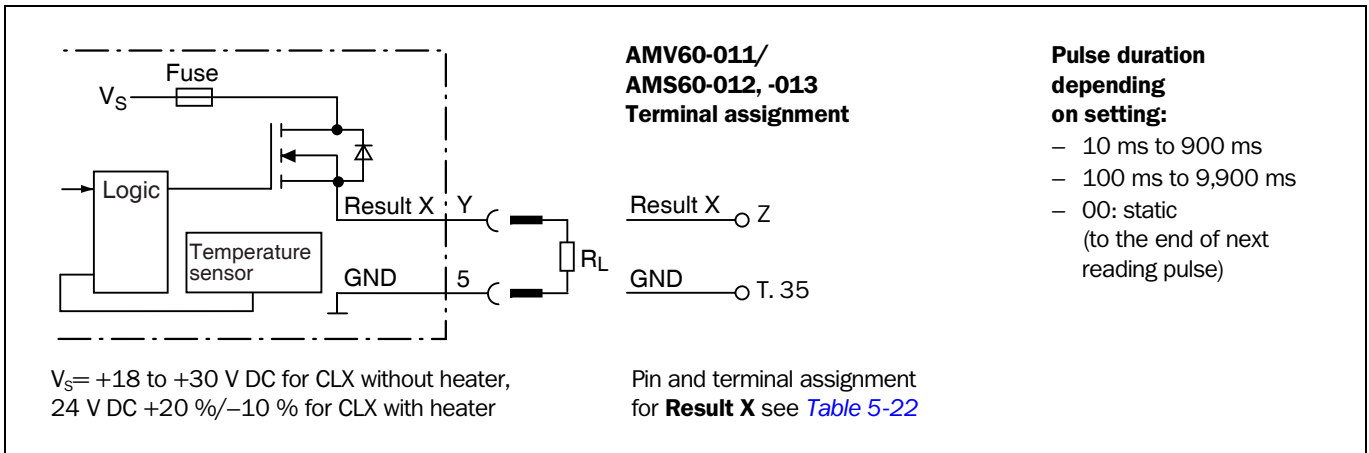 Fuse
VS
Logic
Temperature
sensor
Result X
Y
GND
5
RL
AMV60-011/
AMS60-012, -013
Terminal assignment
Result X
Z
GND
T. 35
Pulse duration
depending
on setting:
– 10 ms to 900 ms
– 100 ms to 9,900 ms
– 00: static
(to the end of next
reading pulse)
VS= +18 to +30 V DC for CLX without heater,
24 V DC +20 %/–10 % for CLX with heater
Pin and terminal assignment
for Result X see Table 5-22